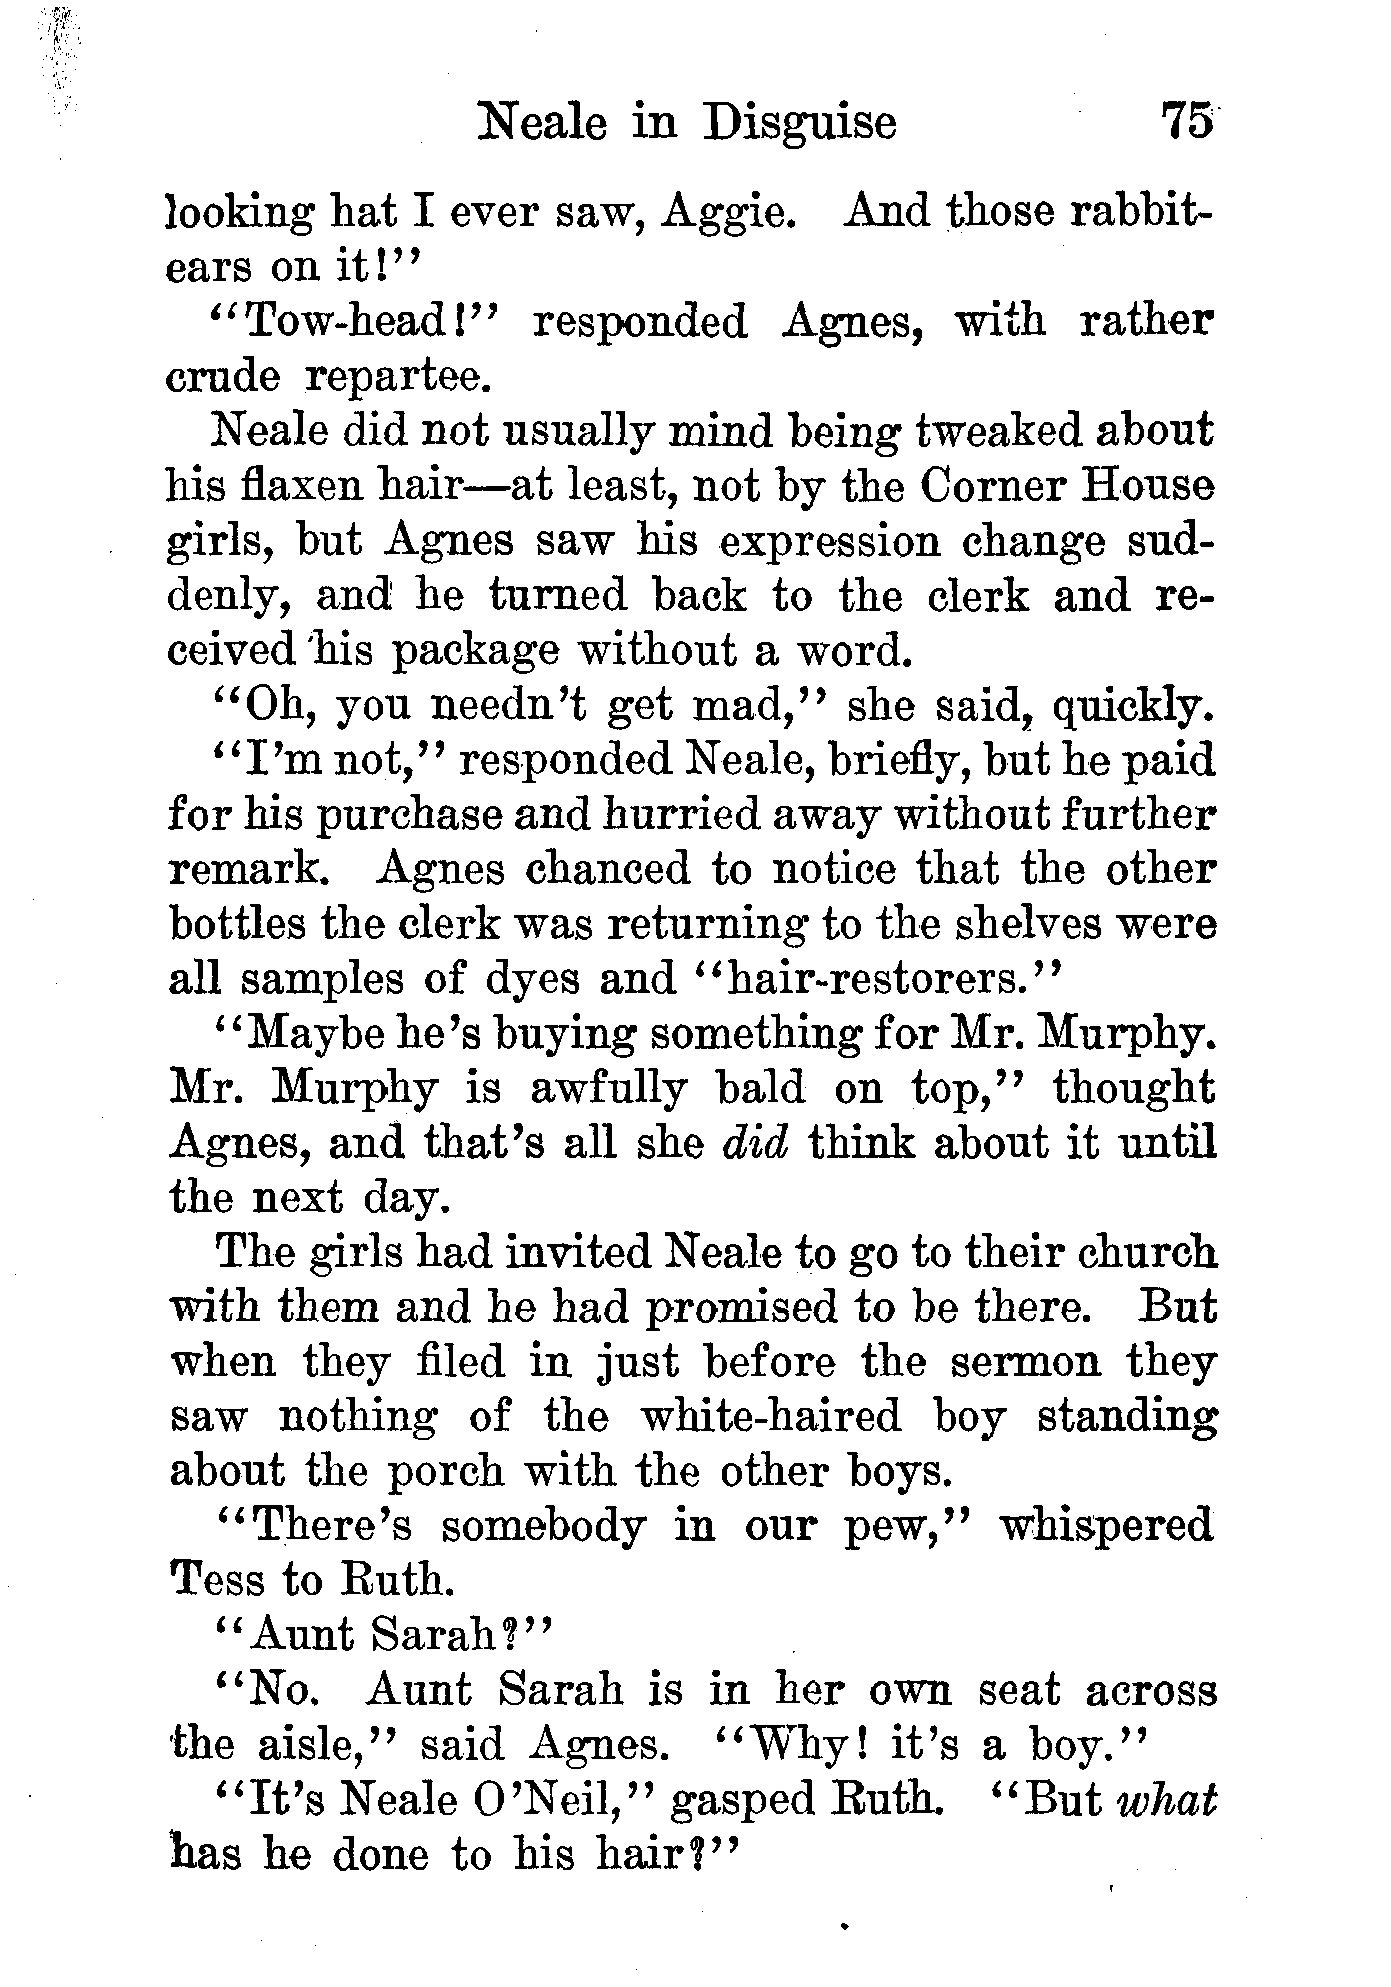 Neale in Disguise 75
looking hat I ever saw, Aggie. And those rabbit-
ears on it!"
"Tow-head!" responded Agnes, with rather
crude repartee.
Neale did not usually mind being tweaked about
his flaxen hair—at least, not by the Corner House
girls, but Agnes saw his expression change sud-
denly, and he turned back to the clerk and re-
ceived his package without a word.
"Oh, you needn't get mad," she said, quickly.
"I'm not," responded Neale, briefly, but he paid
for his purchase and hurried away without further
remark. Agnes chanced to notice that the other
bottles the clerk was returning to the shelves were
all samples of dyes and "hair-restorers."
"Maybe he's buying something for Mr. Murphy.
Mr. Murphy is awfully bald on top," thought
Agnes, and that's all she did think about it until
the next day.
The girls had invited Neale to go to their church
with them and he had promised to be there. But
when they filed in just before the sermon they
saw nothing of the white-haired boy standing
about the porch with the other boys.
"There's somebody in our pew," whispered
Tess to Ruth.
"Aunt Sarah?"
"No. Aunt Sarah is in her own seat across
the aisle," said Agnes. "Why! it's a boy."
"It's Neale O'Neil," gasped Ruth. "But what
has he done to his hair?"